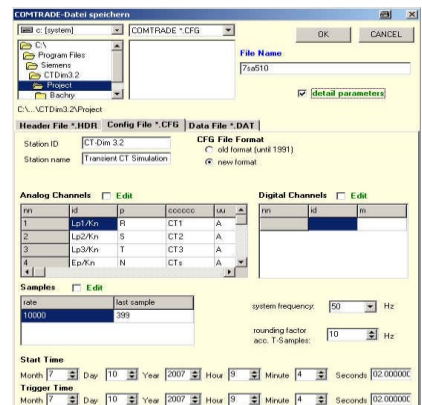 COMTRADE-Datei speichern
c: [system]
COMTRADE *.CFG
OK
CANCEL
C:\
Program Files
Siemens
CTDim3.2
Project
Bachry
File Name
7sa510
detail parameters
C:\...\CTDim3.2\Project
Header File *.HDR
Config File *.CFG
Data File *.DAT
Station ID
CT-Dim 3.2
Station name
Transient CT Simulation
CFG File Format
old format (until 1991)
new format
Analog Channels
Edit
Digital Channels
Edit
nn id p cccccc uu
1 Lp1/Kn R CT1 A
2 Lp2/Kn S CT2 A
3 Lp3/Kn T CT3 A
4 Ep/Kn N CTs A
nn id m
Samples
Edit
rate last sample
10000 399
system frequency: 50 Hz
rounding factor
acc. T-Samples: 10 Hz
Start Time
Month 7 Day 10 Year 2007 Hour 9 Minute 4 Seconds 02.00000C
Trigger Time
Month 7 Day 10 Year 2007 Hour 9 Minute 4 Seconds 02.00000C